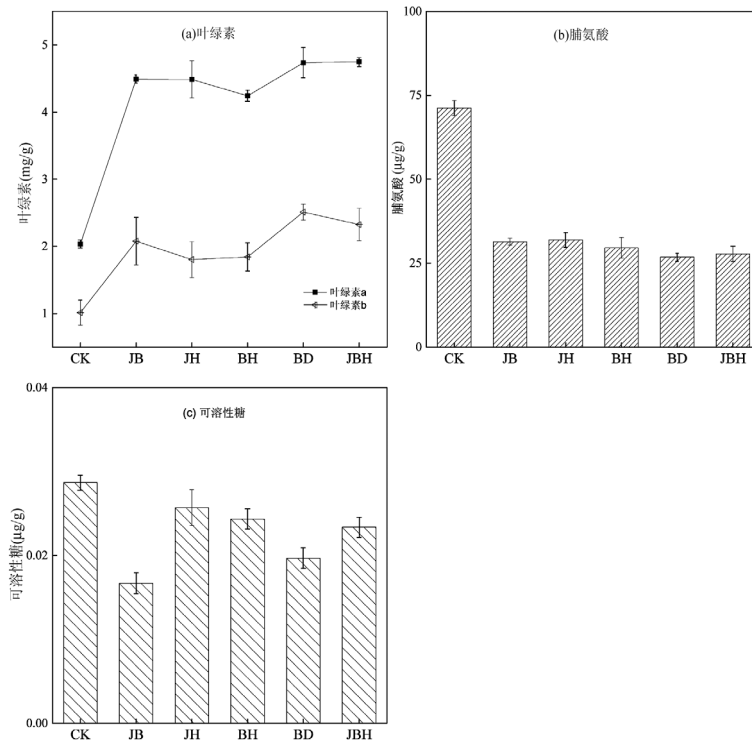 (a)叶绿素
叶绿素(mg/g)
5
4
3
2
1
叶绿素a
叶绿素b
CK JB JH BH BD JBH
(b)脯氨酸
脯氨酸 (μg/g)
100
75
50
25
0
CK JB JH BH BD JBH
(c) 可溶性糖
可溶性糖(μg/g)
0.04
0.02
0.00
CK JB JH BH BD JBH